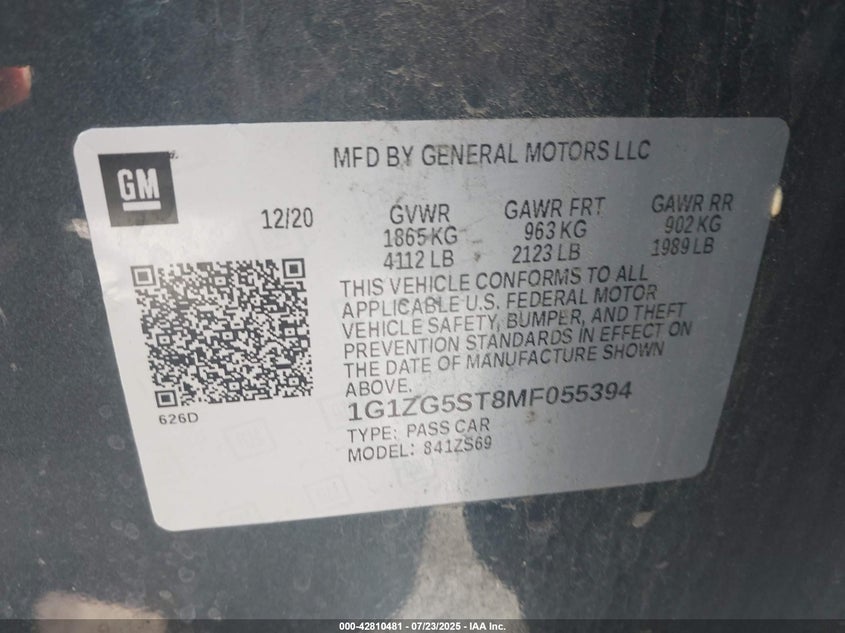 GM
MFD BY GENERAL MOTORS LLC
12/20
GVWR
1865 KG
4112 LB
GAWR FRT
963 KG
2123 LB
GAWR RR
902 KG
1989 LB
THIS VEHICLE CONFORMS TO ALL
APPLICABLE U.S. FEDERAL MOTOR
VEHICLE SAFETY, BUMPER, AND THEFT
PREVENTION STANDARDS IN EFFECT ON
THE DATE OF MANUFACTURE SHOWN
ABOVE.
626D
1G1ZG5ST8MF055394
TYPE: PASS CAR
MODEL: 841ZS69
000-42810481 - 07/23/2025 - IAA Inc.